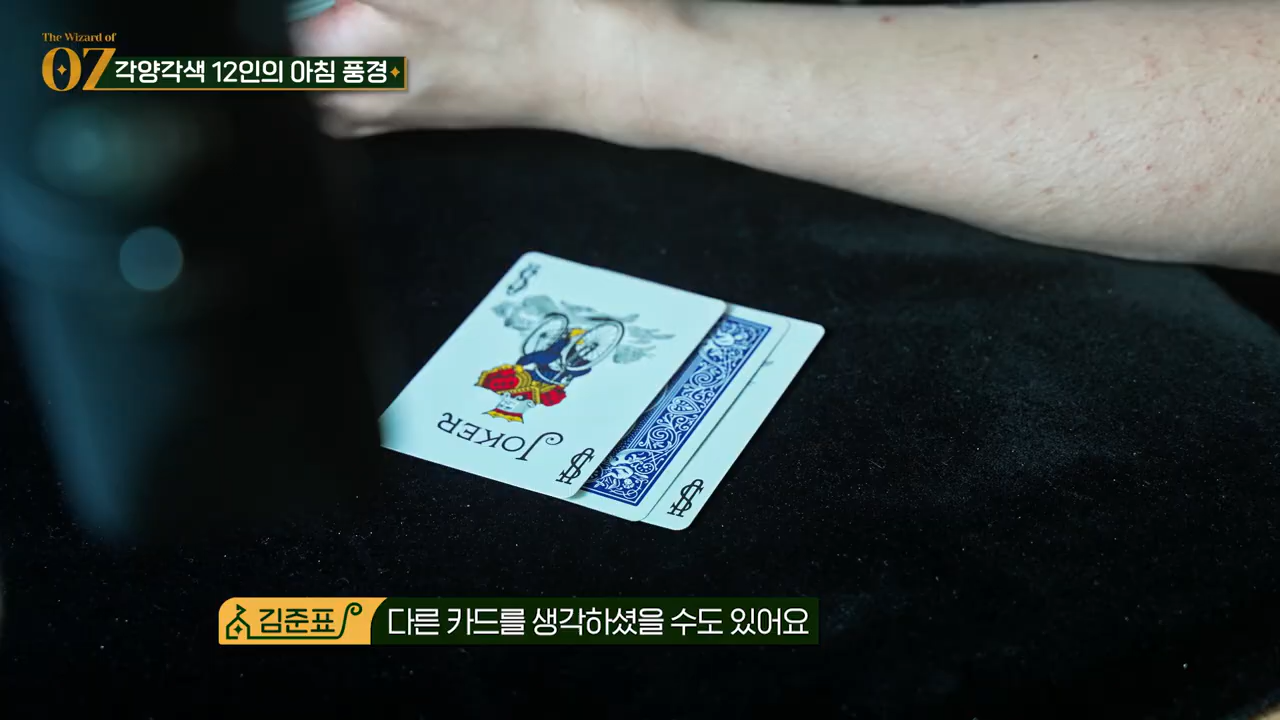 The Wizard of
OZ
각양각색 12인의 아침 풍경
JOKER
김준표
다른 카드를 생각하셨을 수도 있어요